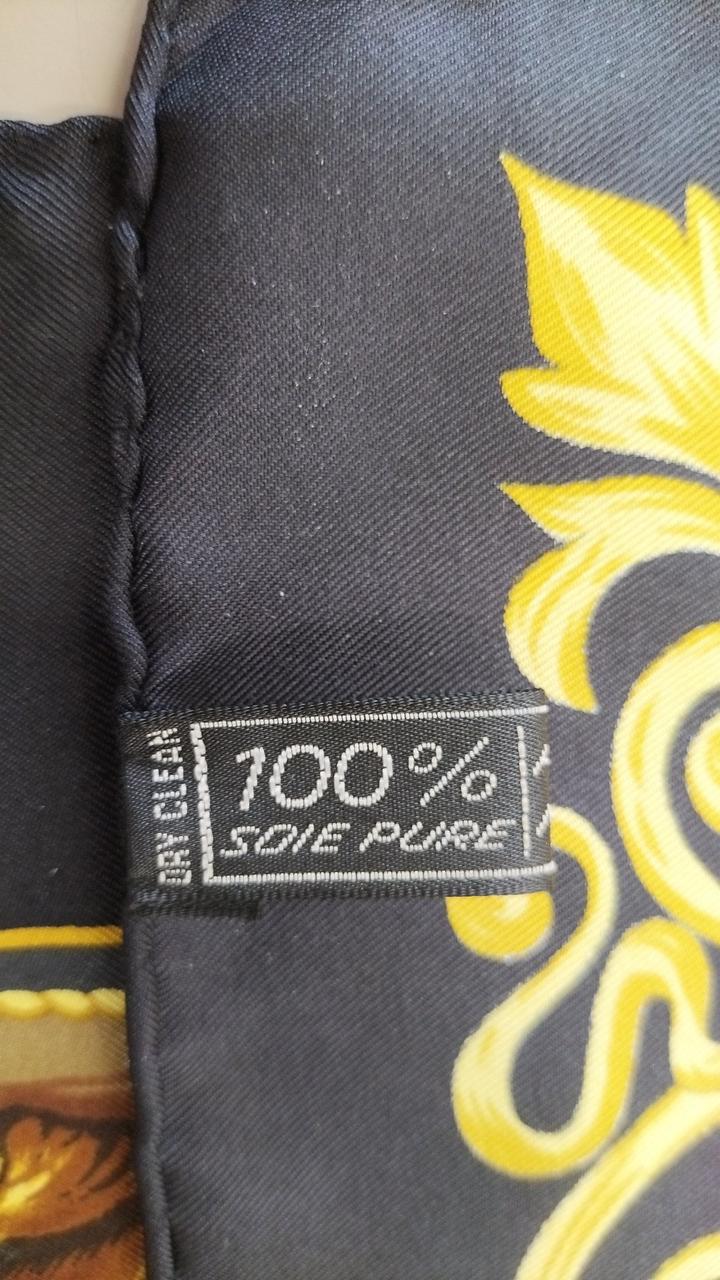 DRY CLEAN
100%
SOIE PURE